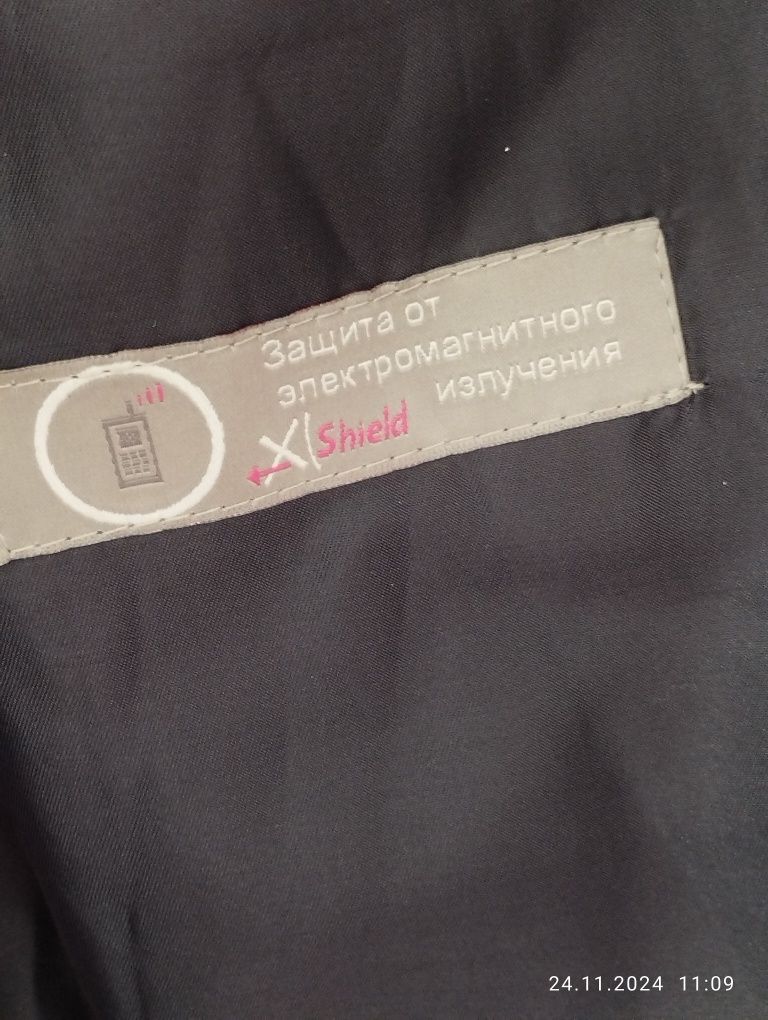 Защита от
электромагнитного
излучения
X Shield
24.11.2024 11:09